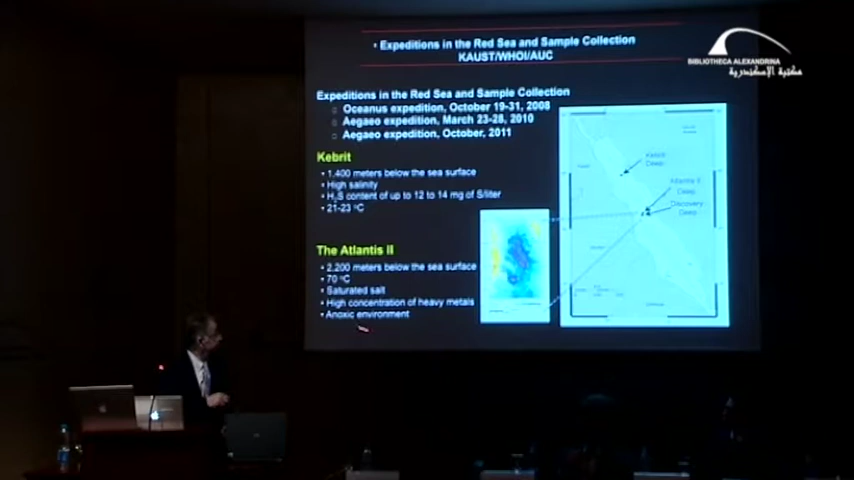 • Expeditions in the Red Sea and Sample Collection
KAUST/WHOI/AUC
BIBLIOTHECA ALEXANDRINA
مكتبة الإسكندرية
Expeditions in the Red Sea and Sample Collection
Oceanus expedition, October 19-31, 2008
Aegaeo expedition, March 23-28, 2010
Aegaeo expedition, October, 2011
Kebrit
• 1.400 meters below the sea surface
• High salinity
• H2S content of up to 12 to 14 mg of S/liter
• 21-23 °C
The Atlantis II
• 2.200 meters below the sea surface
• 70 °C
• Saturated salt
• High concentration of heavy metals
• Anoxic environment
Kebrit
Deep
Atlantis II
Deep
Discovery
Deep